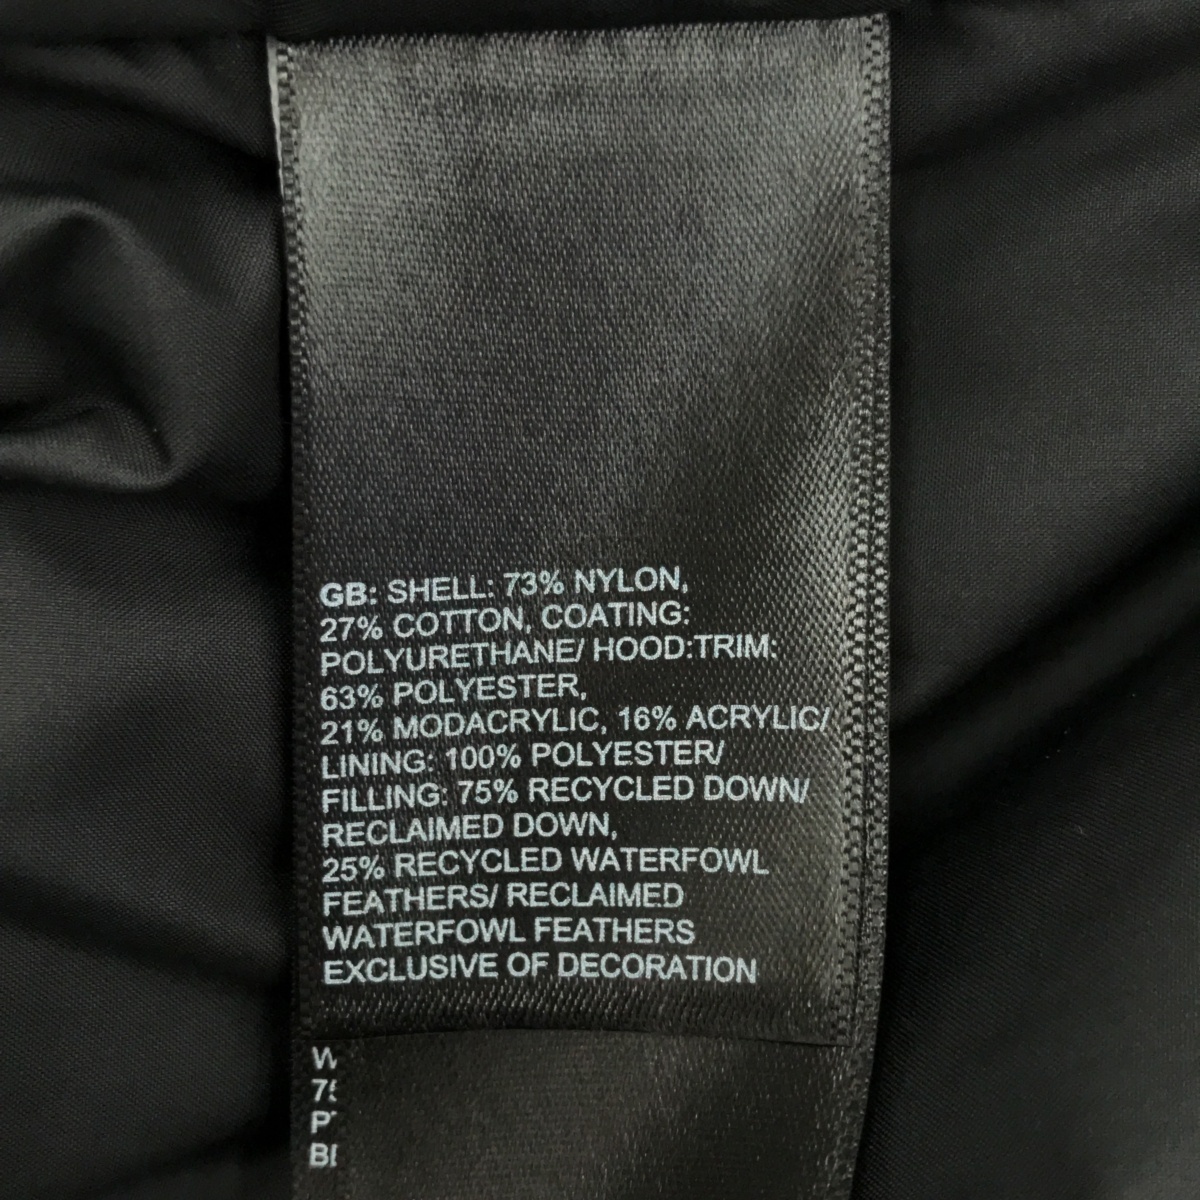 GB: SHELL: 73% NYLON,
27% COTTON, COATING:
POLYURETHANE/ HOOD:TRIM:
63% POLYESTER,
21% MODACRYLIC, 16% ACRYLIC/
LINING: 100% POLYESTER/
FILLING: 75% RECYCLED DOWN/
RECLAIMED DOWN,
25% RECYCLED WATERFOWL
FEATHERS/ RECLAIMED
WATERFOWL FEATHERS
EXCLUSIVE OF DECORATION